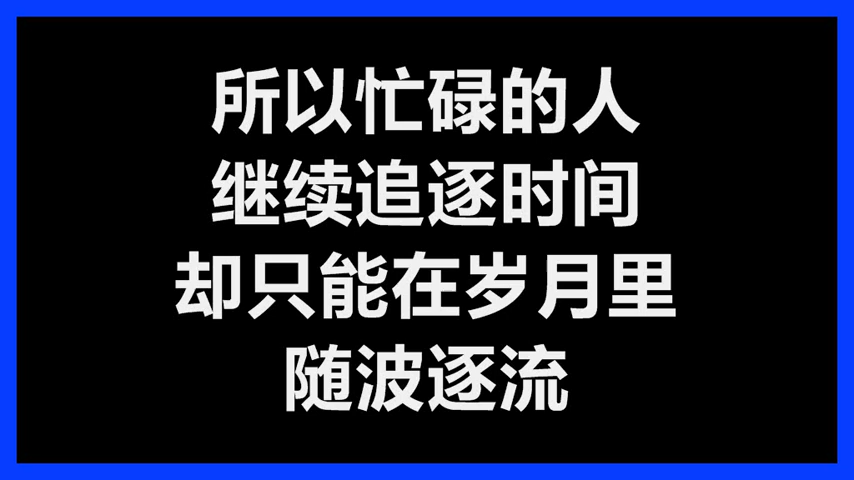 所以忙碌的人
继续追逐时间
却只能在岁月里
随波逐流